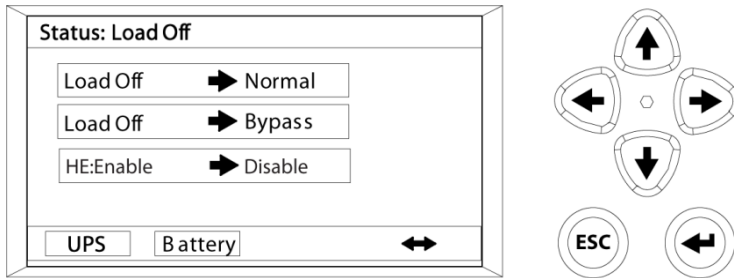 Status: Load Off
Load Off Normal
Load Off Bypass
HE:Enable Disable
UPS Battery
ESC